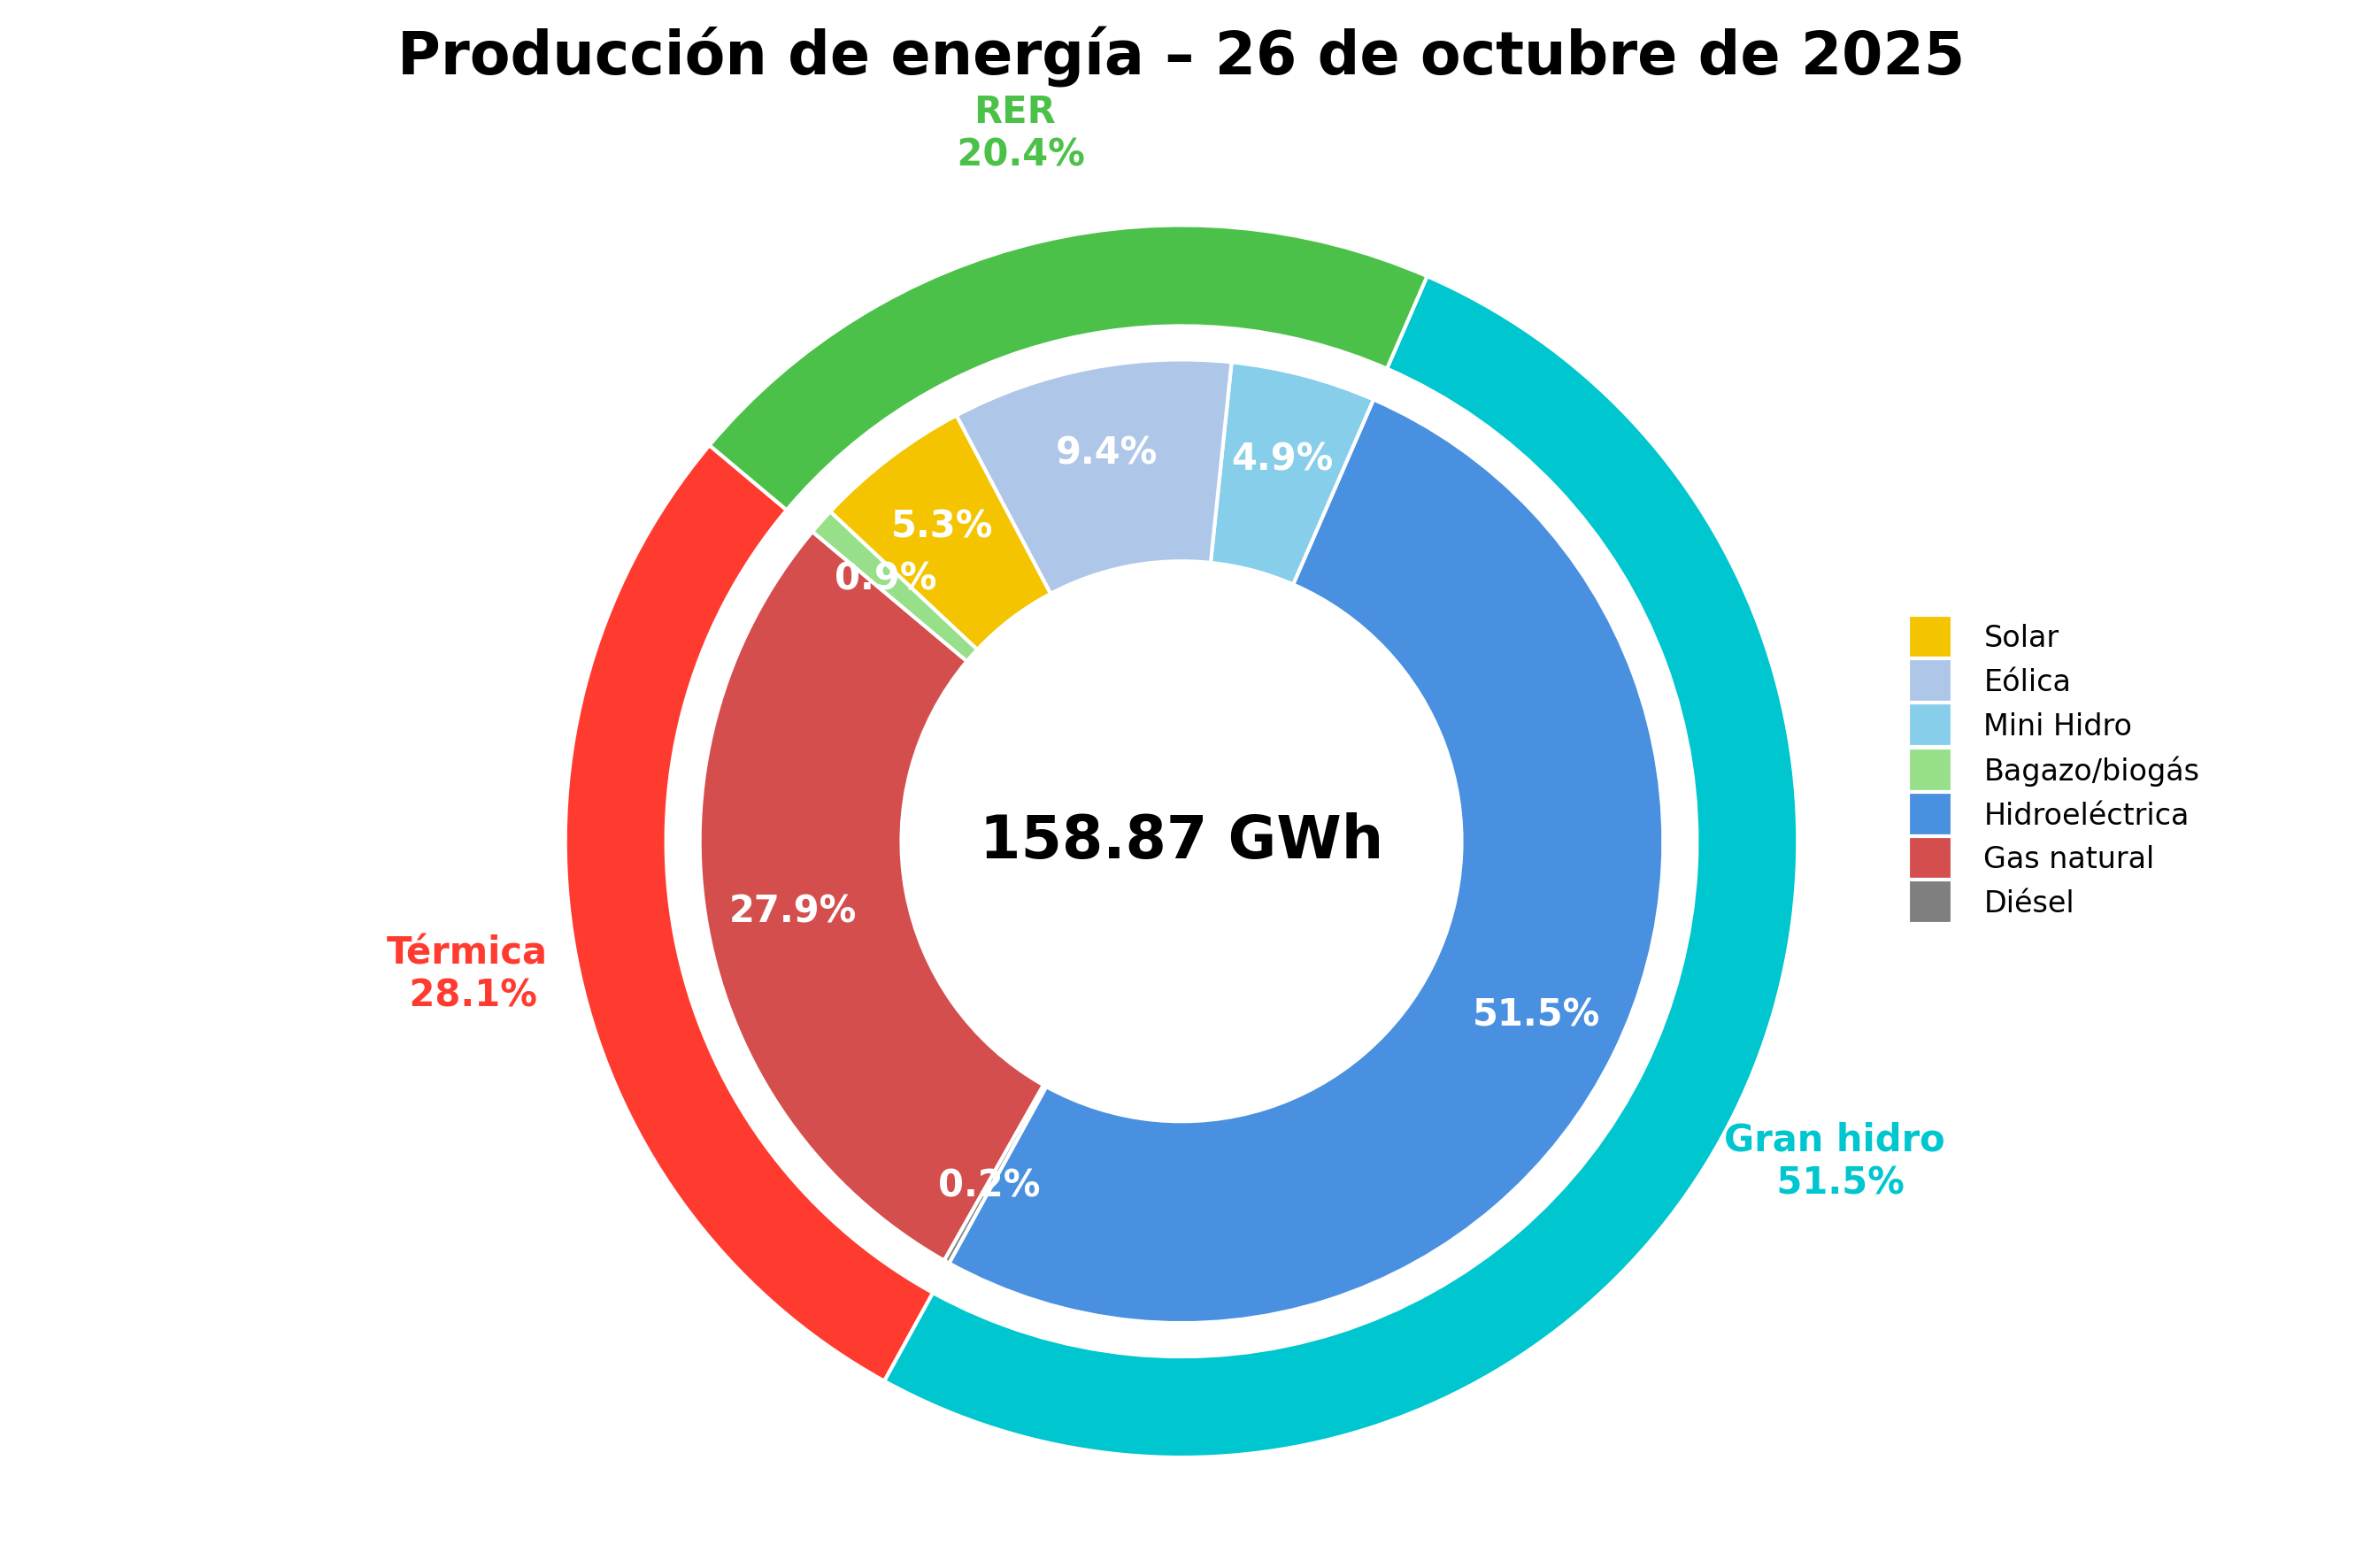 Producción de energía – 26 de octubre de 2025
RER
20.4%
9.4%
4.9%
5.3%
0.9%
158.87 GWh
27.9%
Térmica
28.1%
51.5%
Gran hidro
51.5%
0.2%
Solar
Eólica
Mini Hidro
Bagazo/biogás
Hidroeléctrica
Gas natural
Diésel